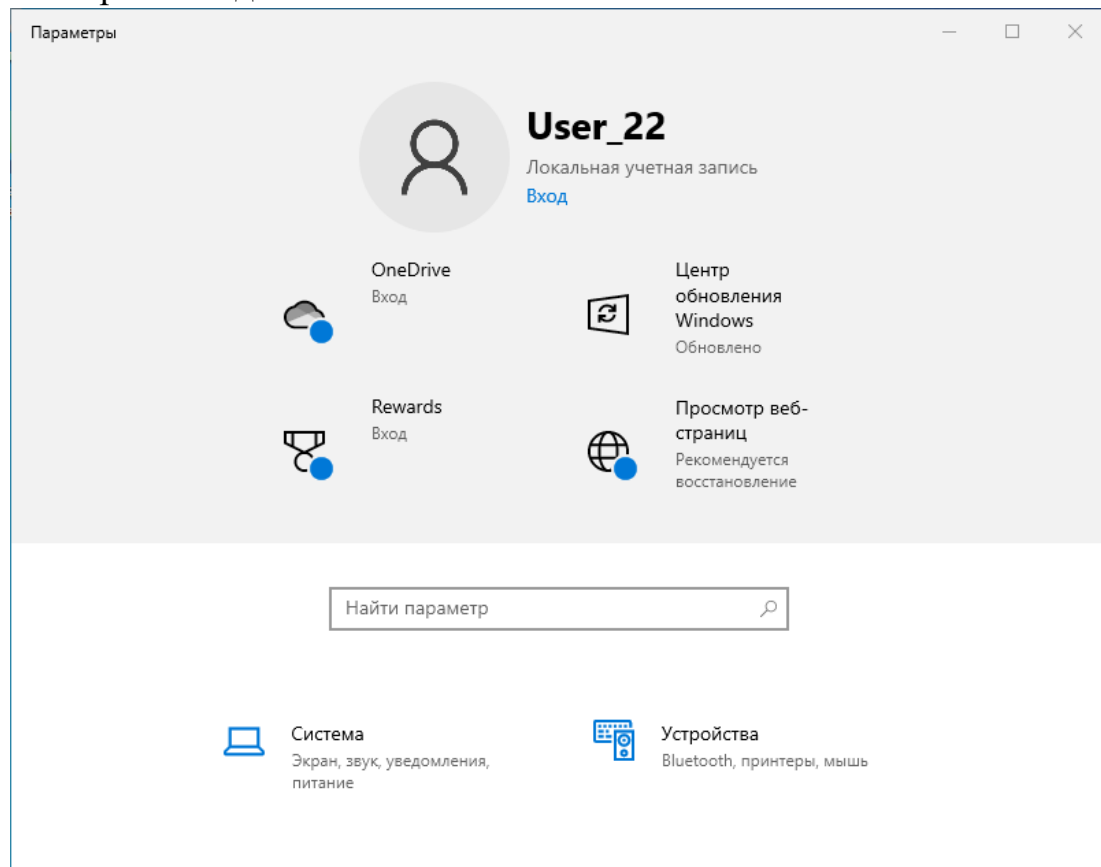 Параметры
User_22
Локальная учетная запись
Вход
OneDrive
Вход
Центр
обновления
Windows
Обновлено
Rewards
Вход
Просмотр веб-
страниц
Рекомендуется
восстановление
Найти параметр
Система
Экран, звук, уведомления,
питание
Устройства
Bluetooth, принтеры, мышь